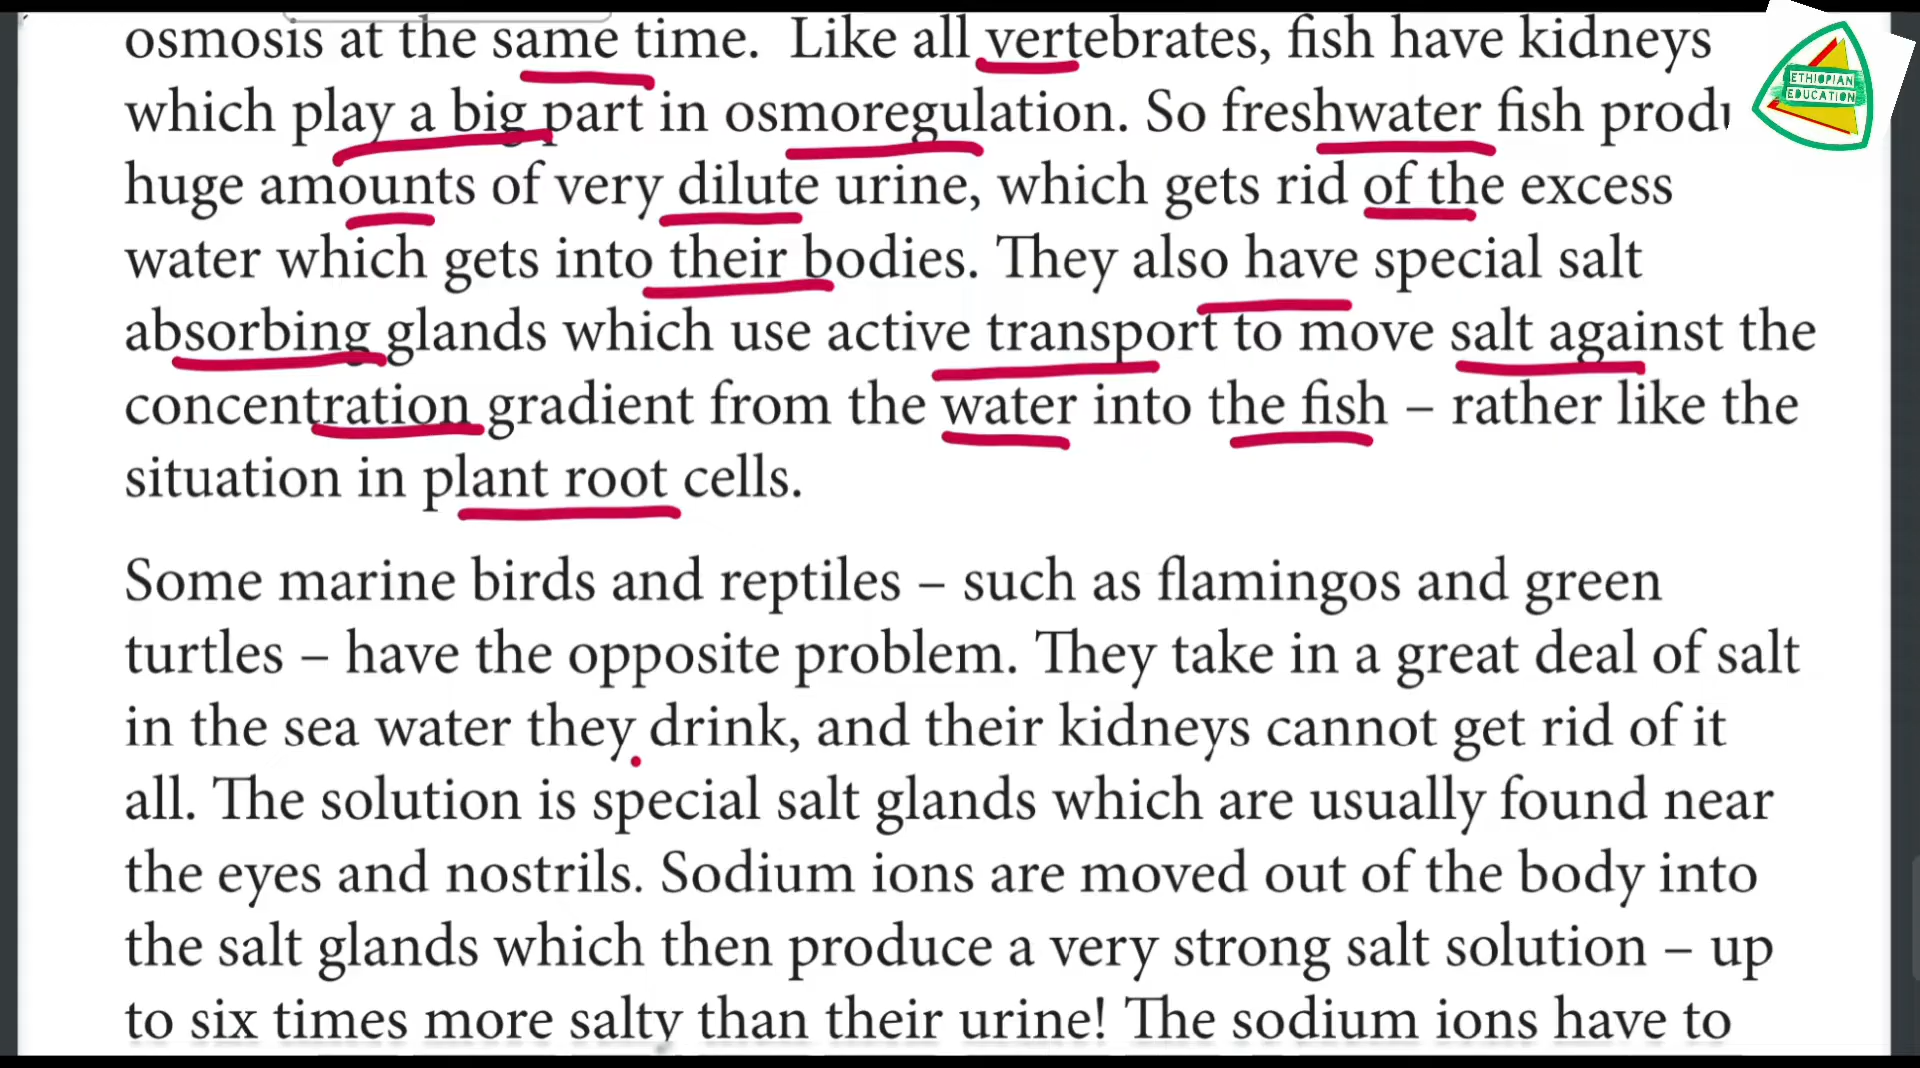 osmosis at the same time. Like all vertebrates, fish have kidneys
which play a big part in osmoregulation. So freshwater fish produ
huge amounts of very dilute urine, which gets rid of the excess
water which gets into their bodies. They also have special salt
absorbing glands which use active transport to move salt against the
concentration gradient from the water into the fish – rather like the
situation in plant root cells.
Some marine birds and reptiles – such as flamingos and green
turtles – have the opposite problem. They take in a great deal of salt
in the sea water they drink, and their kidneys cannot get rid of it
all. The solution is special salt glands which are usually found near
the eyes and nostrils. Sodium ions are moved out of the body into
the salt glands which then produce a very strong salt solution – up
to six times more salty than their urine! The sodium ions have to
ETHIOPIAN
EDUCATION